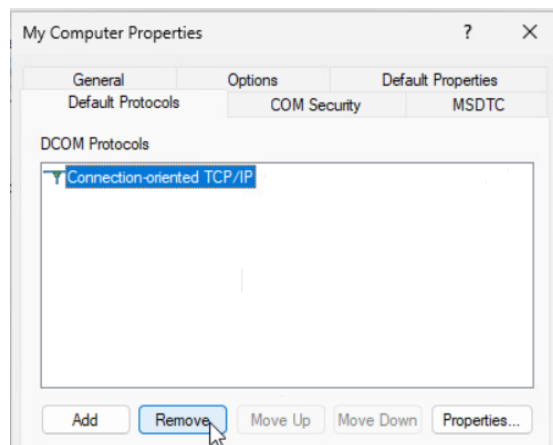 My Computer Properties ? ×
General Options Default Properties
Default Protocols COM Security MSDTC
DCOM Protocols
Connection-oriented TCP/IP
Add Remove Move Up Move Down Properties...